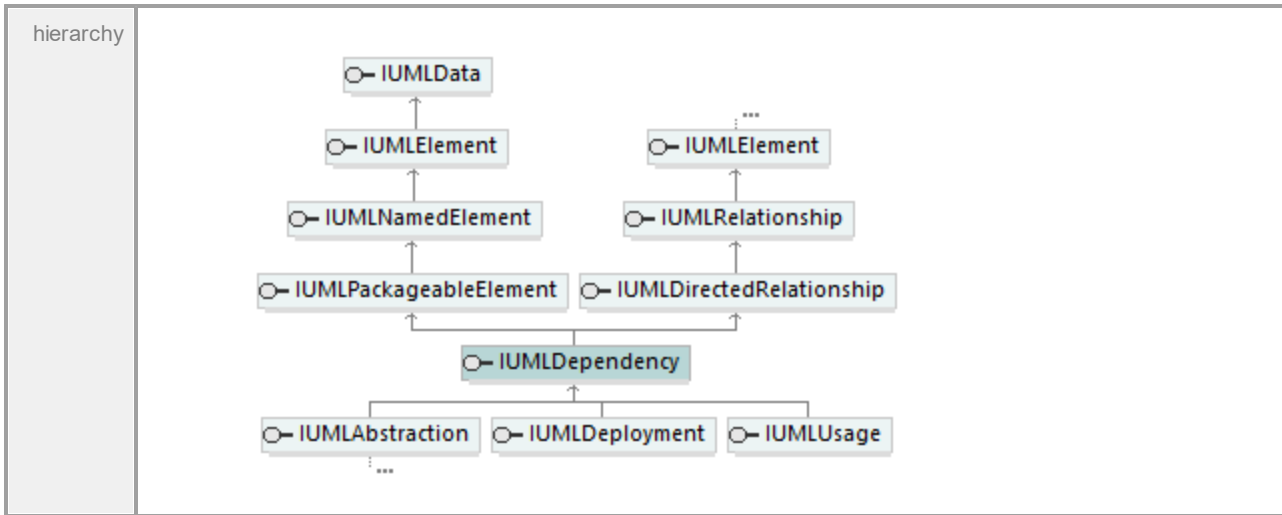 hierarchy
IUMLData
...
IUMLElement IUMLElement
IUMLNamedElement IUMLRelationship
IUMLPackageableElement IUMLDirectedRelationship
IUMLDependency
IUMLAbstraction IUMLDeployment IUMLUsage
...